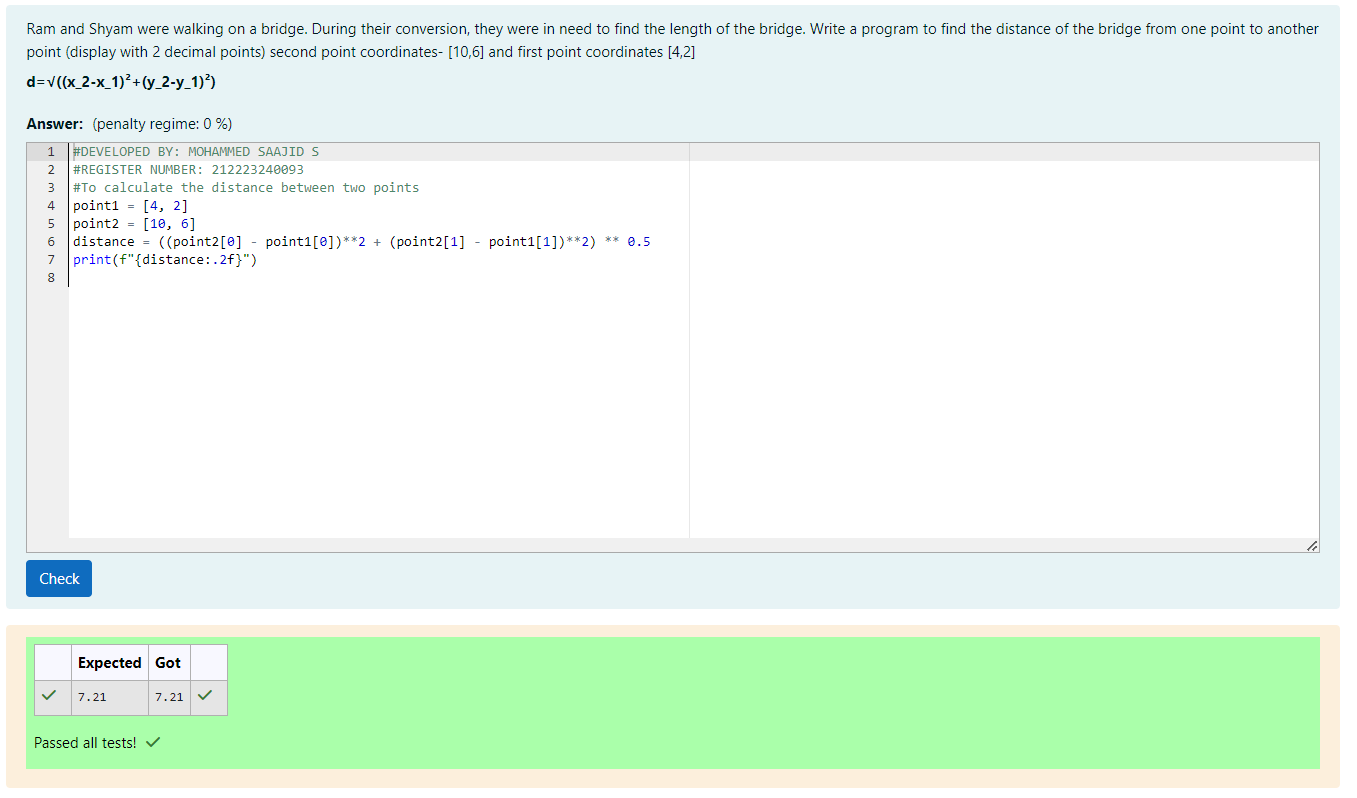 Ram and Shyam were walking on a bridge. During their conversion, they were in need to find the length of the bridge. Write a program to find the distance of the bridge from one point to another
point (display with 2 decimal points) second point coordinates- [10,6] and first point coordinates [4,2]
d=√((x_2-x_1)²+(y_2-y_1)²)
Answer: (penalty regime: 0 %)
1 #DEVELOPED BY: MOHAMMED SAAJID S
2 #REGISTER NUMBER: 212223240093
3 #To calculate the distance between two points
4 point1 = [4, 2]
5 point2 = [10, 6]
6 distance = ((point2[0] - point1[0])**2 + (point2[1] - point1[1])**2) ** 0.5
7 print(f"{distance:.2f}")
8
Check
Expected Got
7.21 7.21
Passed all tests!